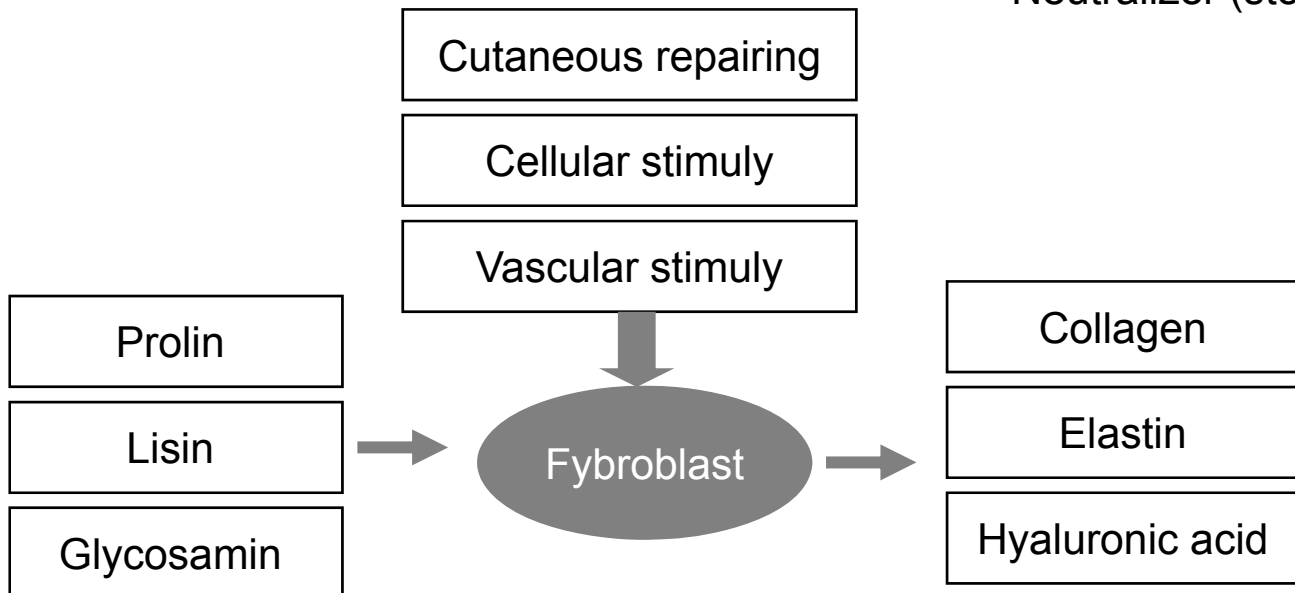 Cutaneous repairing
Cellular stimuly
Vascular stimuly
Prolin
Lisin
Glycosamin
Fybroblast
Collagen
Elastin
Hyaluronic acid